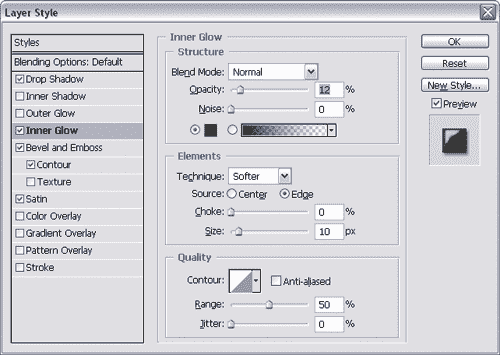 Layer Style
Styles
Blending Options: Default
Drop Shadow
Inner Shadow
Outer Glow
Inner Glow
Bevel and Emboss
Contour
Texture
Satin
Color Overlay
Gradient Overlay
Pattern Overlay
Stroke
Inner Glow
Structure
Blend Mode: Normal
Opacity: 12 %
Noise: 0 %
Elements
Technique: Softer
Source: Center Edge
Choke: 0 %
Size: 10 px
Quality
Contour: Anti-aliased
Range: 50 %
Jitter: 0 %
OK
Reset
New Style...
Preview